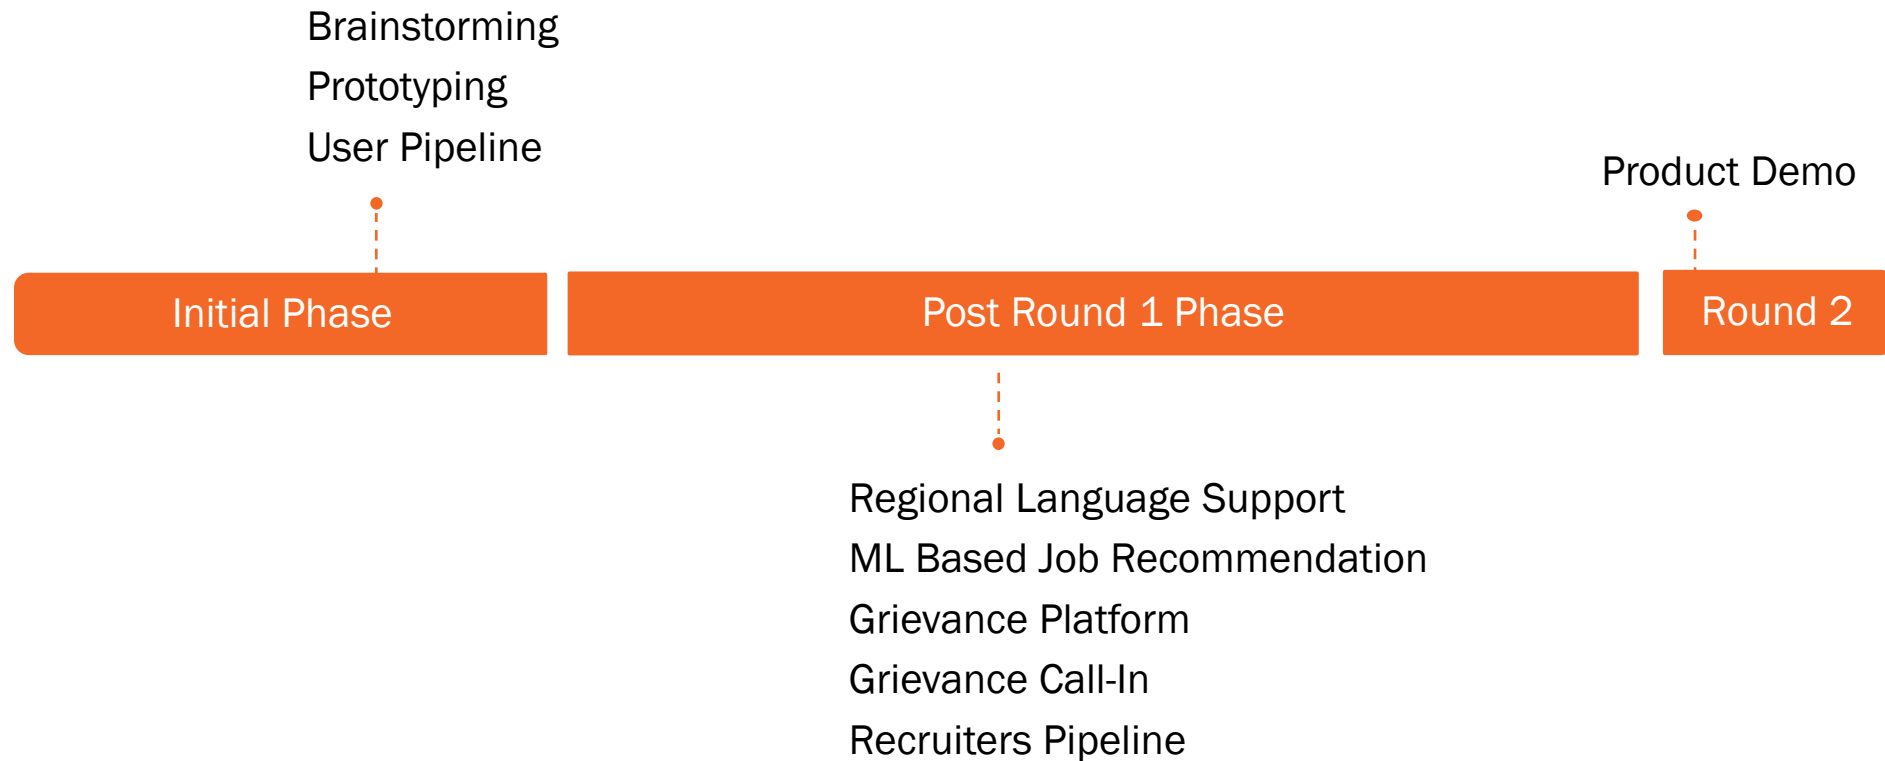 Brainstorming
Prototyping
User Pipeline
Product Demo
Initial Phase
Post Round 1 Phase
Round 2
Regional Language Support
ML Based Job Recommendation
Grievance Platform
Grievance Call-In
Recruiters Pipeline